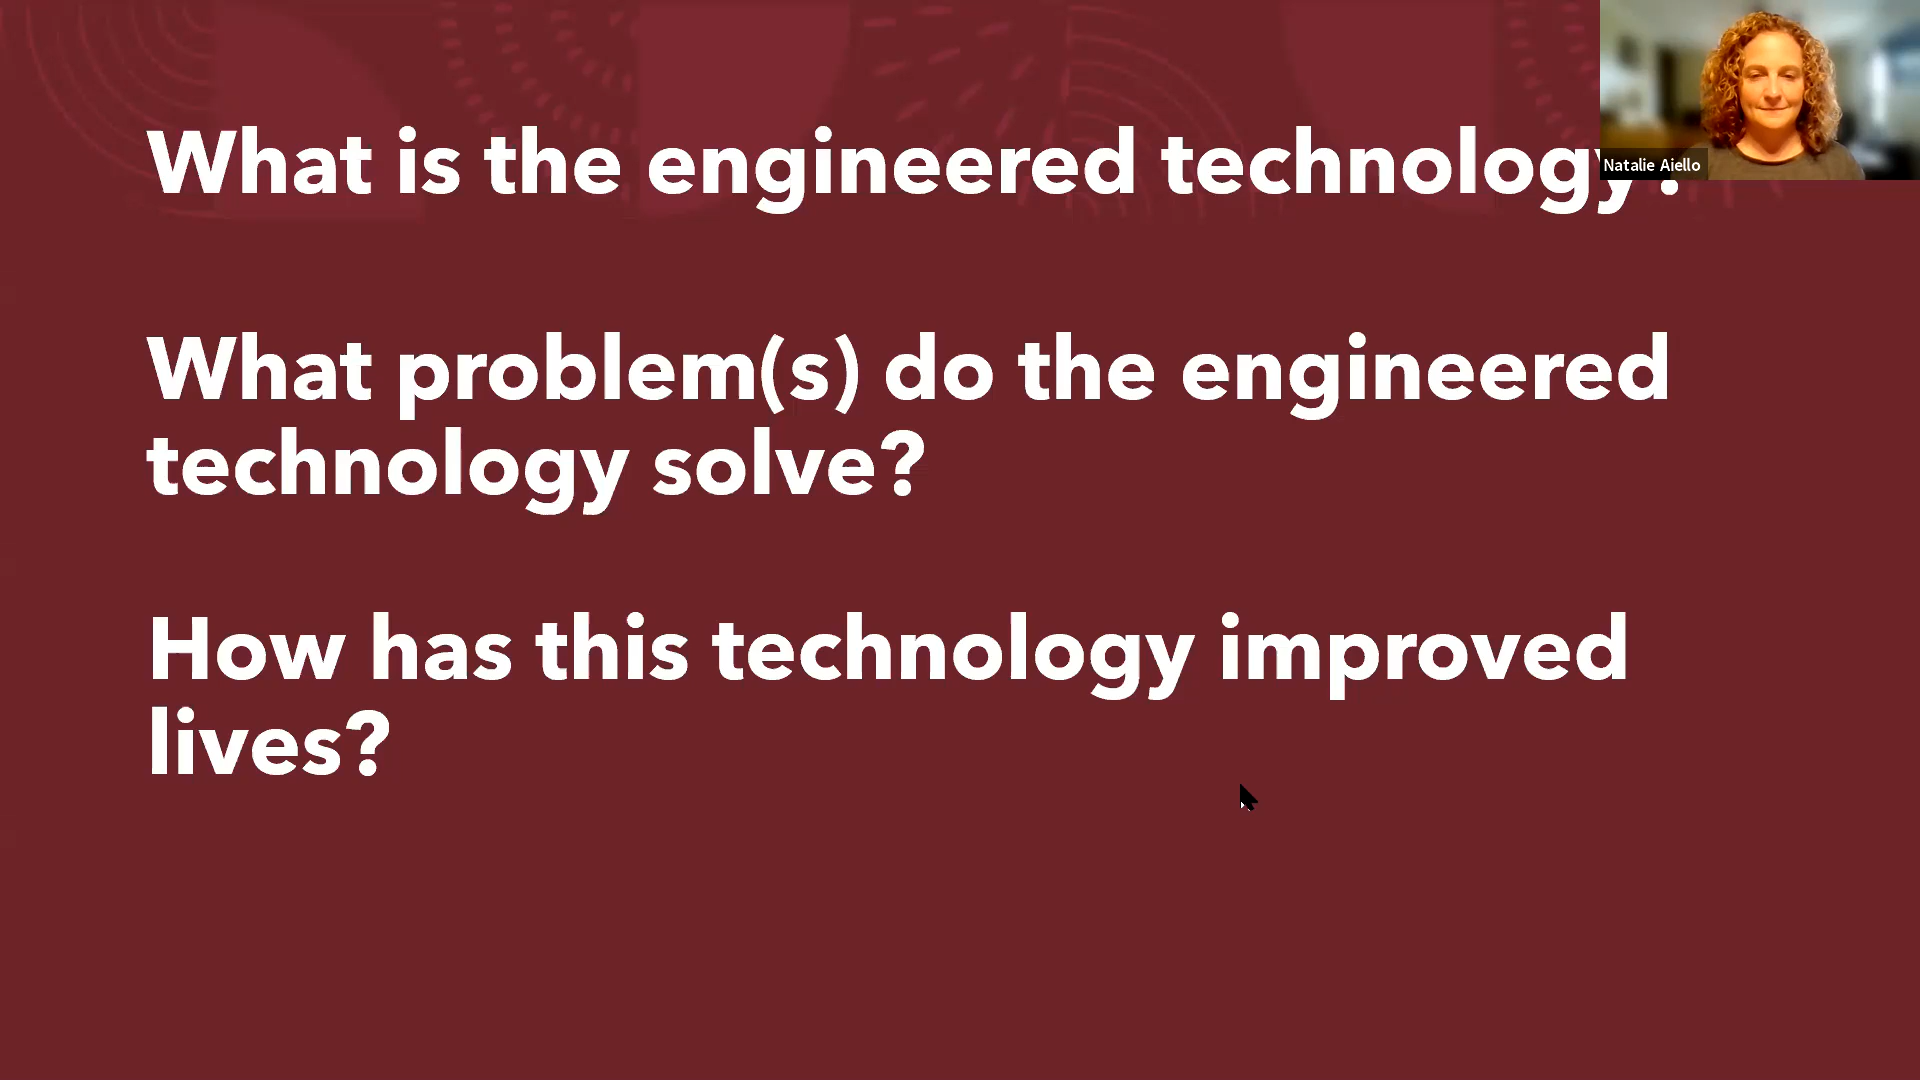 What is the engineered technology?
Natalie Aiello
What problem(s) do the engineered
technology solve?
How has this technology improved
lives?